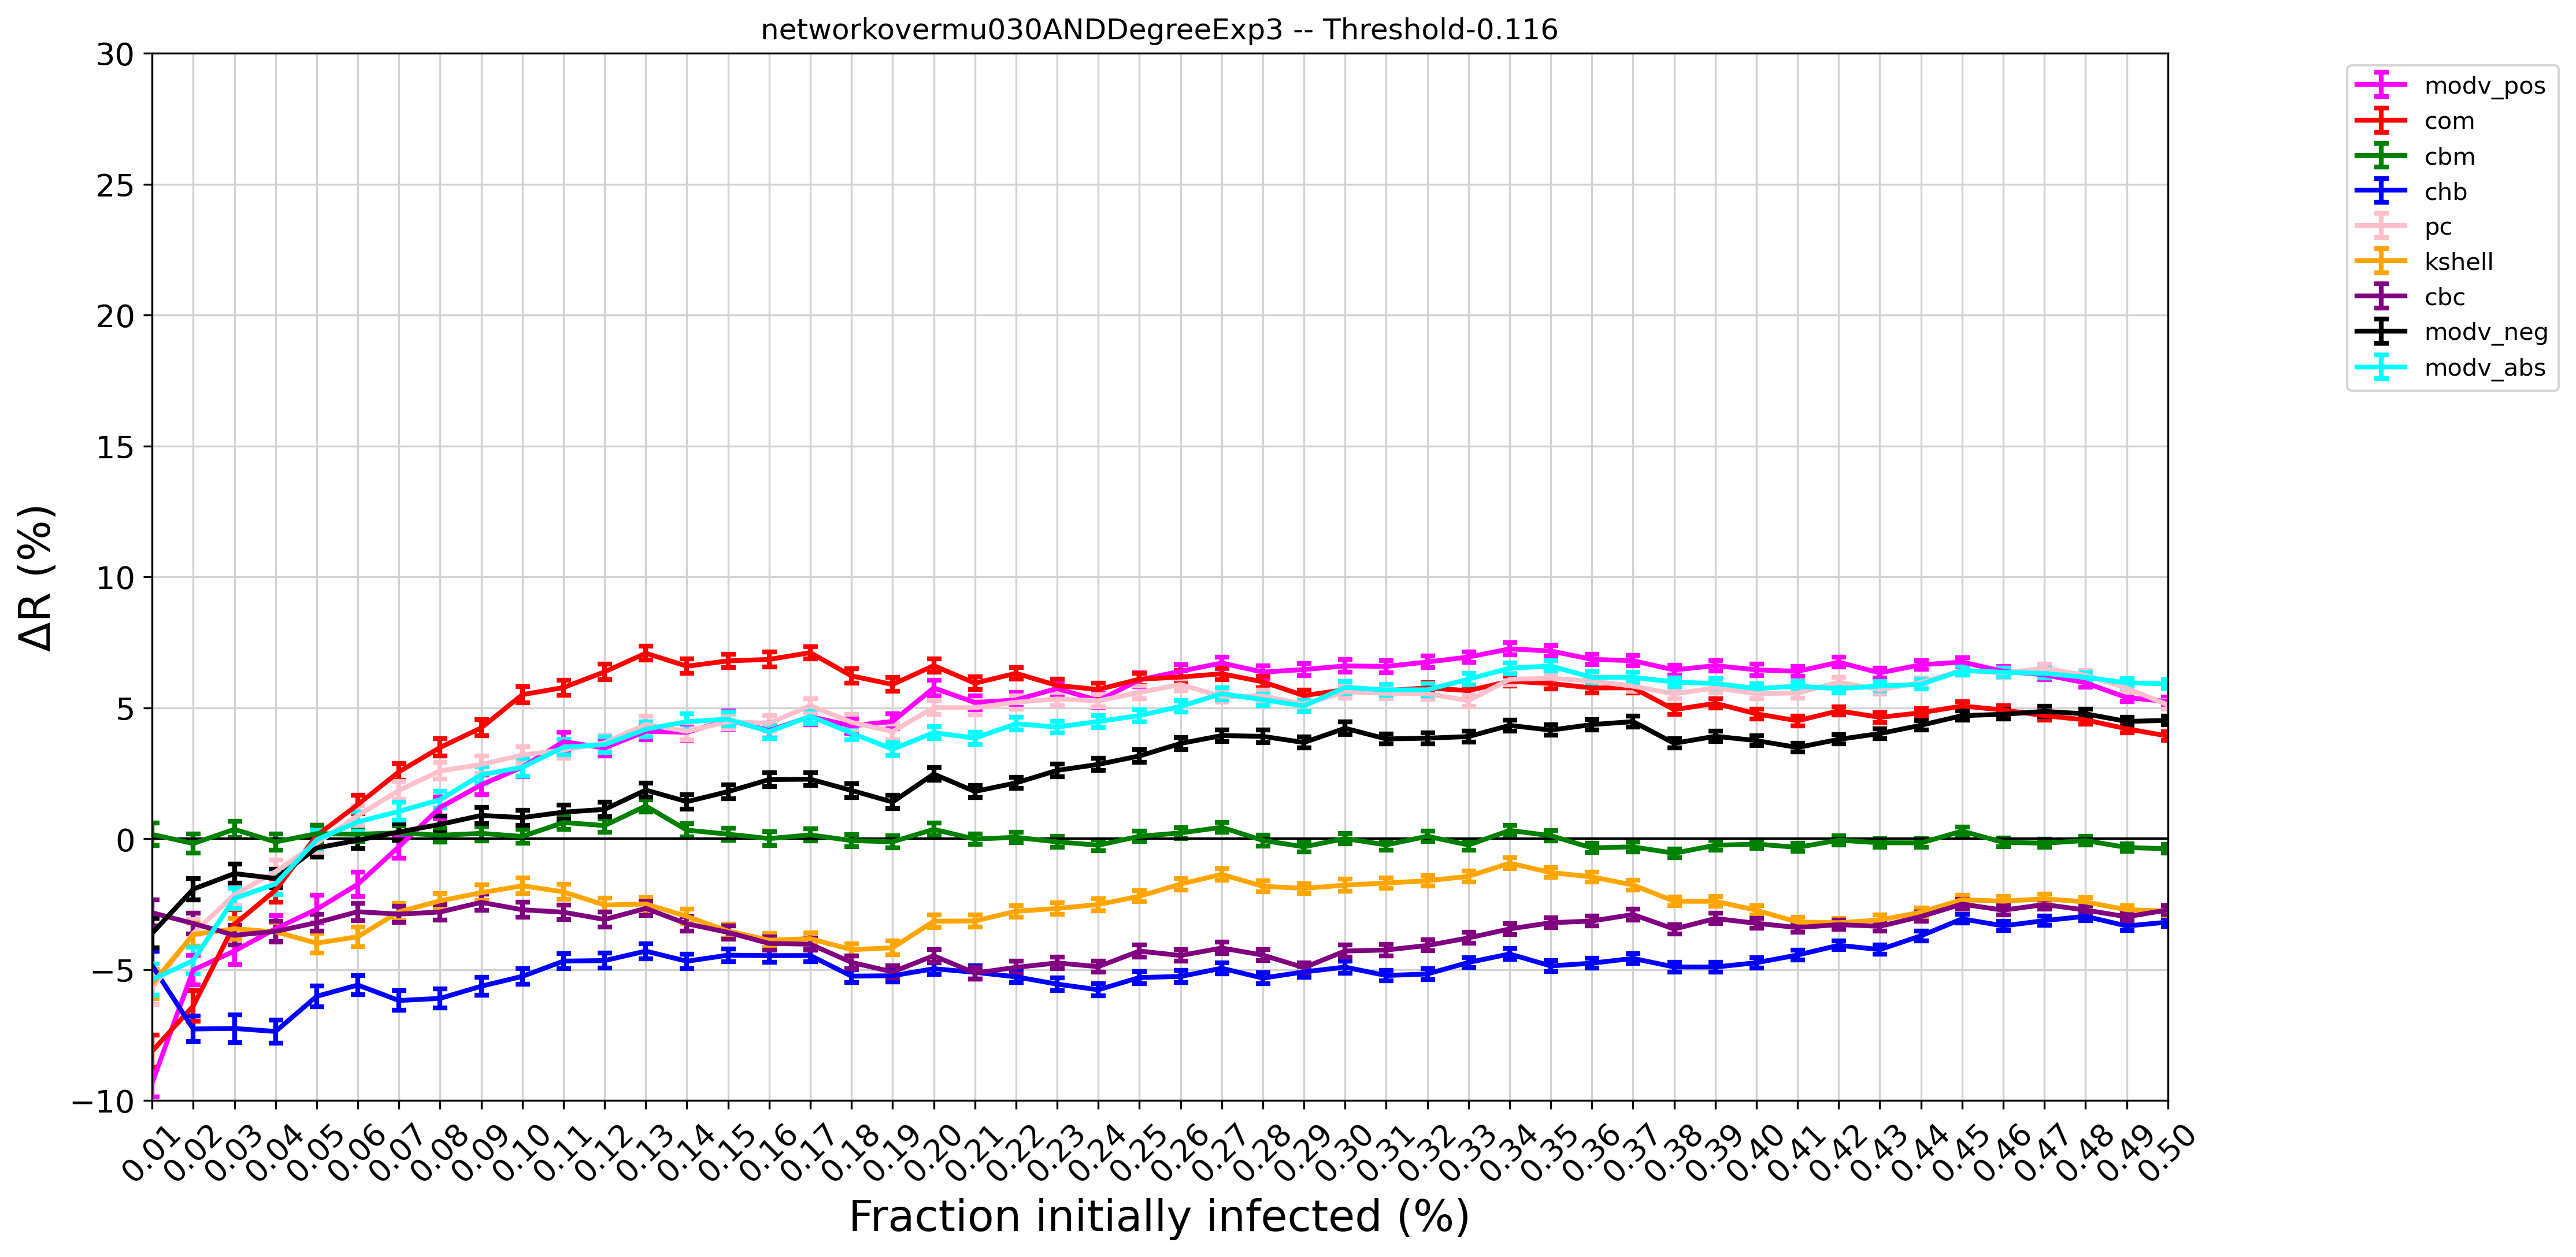 networkovermu030ANDDegreeExp3 -- Threshold-0.116
30
25
20
15
10
5
0
−5
−10
ΔR (%)
0.01 0.02 0.03 0.04 0.05 0.06 0.07 0.08 0.09 0.10 0.11 0.12 0.13 0.14 0.15 0.16 0.17 0.18 0.19 0.20 0.21 0.22 0.23 0.24 0.25 0.26 0.27 0.28 0.29 0.30 0.31 0.32 0.33 0.34 0.35 0.36 0.37 0.38 0.39 0.40 0.41 0.42 0.43 0.44 0.45 0.46 0.47 0.48 0.49 0.50
Fraction initially infected (%)
modv_pos
com
cbm
chb
pc
kshell
cbc
modv_neg
modv_abs